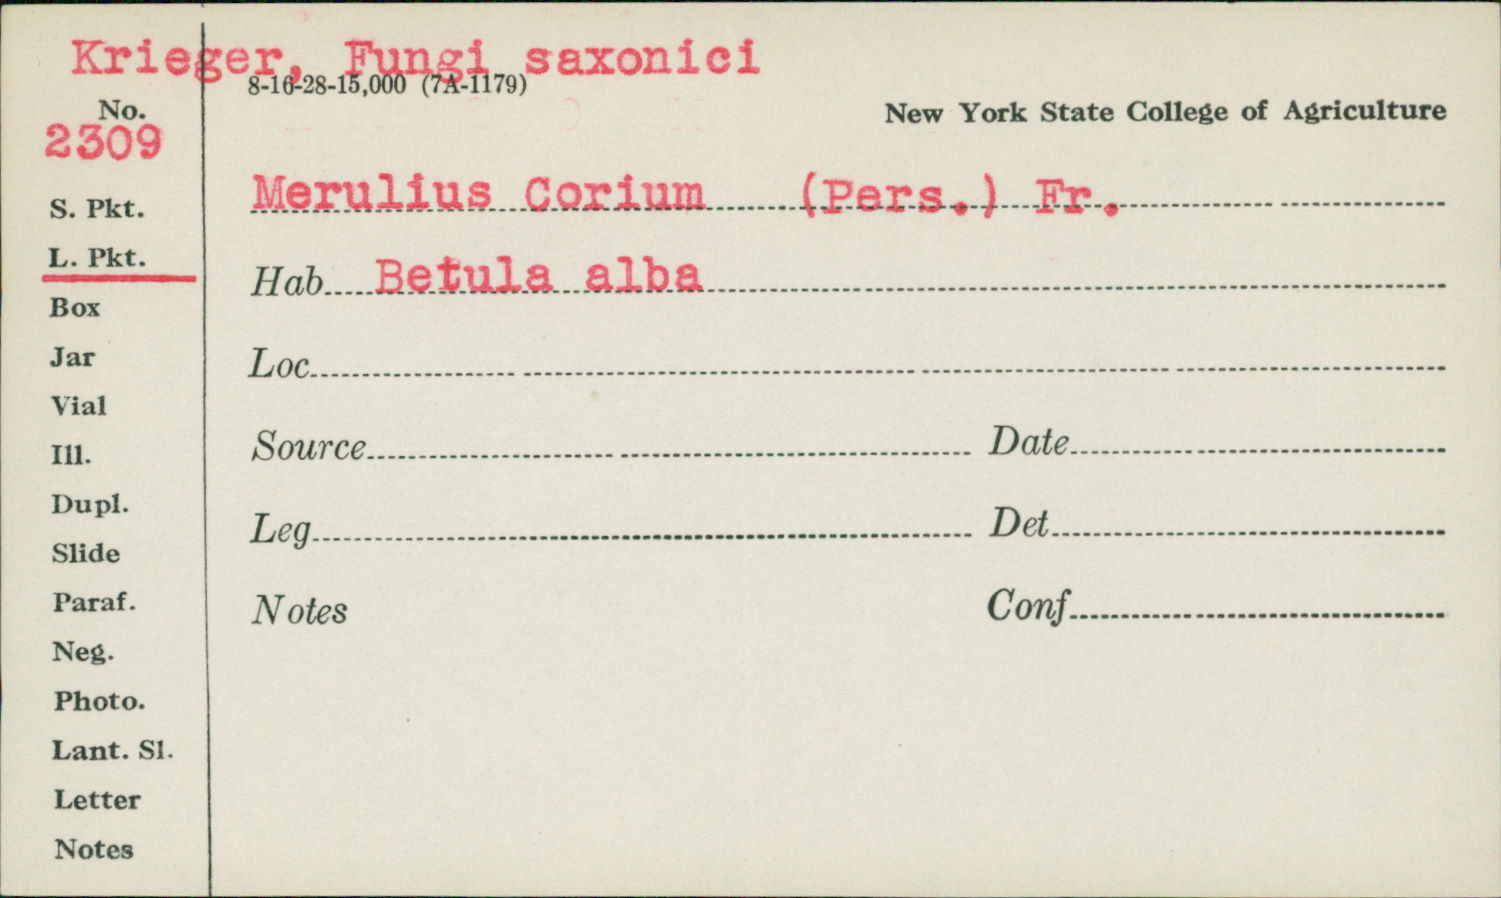 Krieger, Fungi saxonici
8-16-28-15,000 (7A-1179)
No.
2309
New York State College of Agriculture
Merulius Corium (Pers.) Fr.
S. Pkt.
L. Pkt.
Hab Betula alba
Box
Jar
Loc
Vial
Ill.
Source Date
Dupl.
Slide
Leg Det
Paraf.
Notes Conf
Neg.
Photo.
Lant. Sl.
Letter
Notes